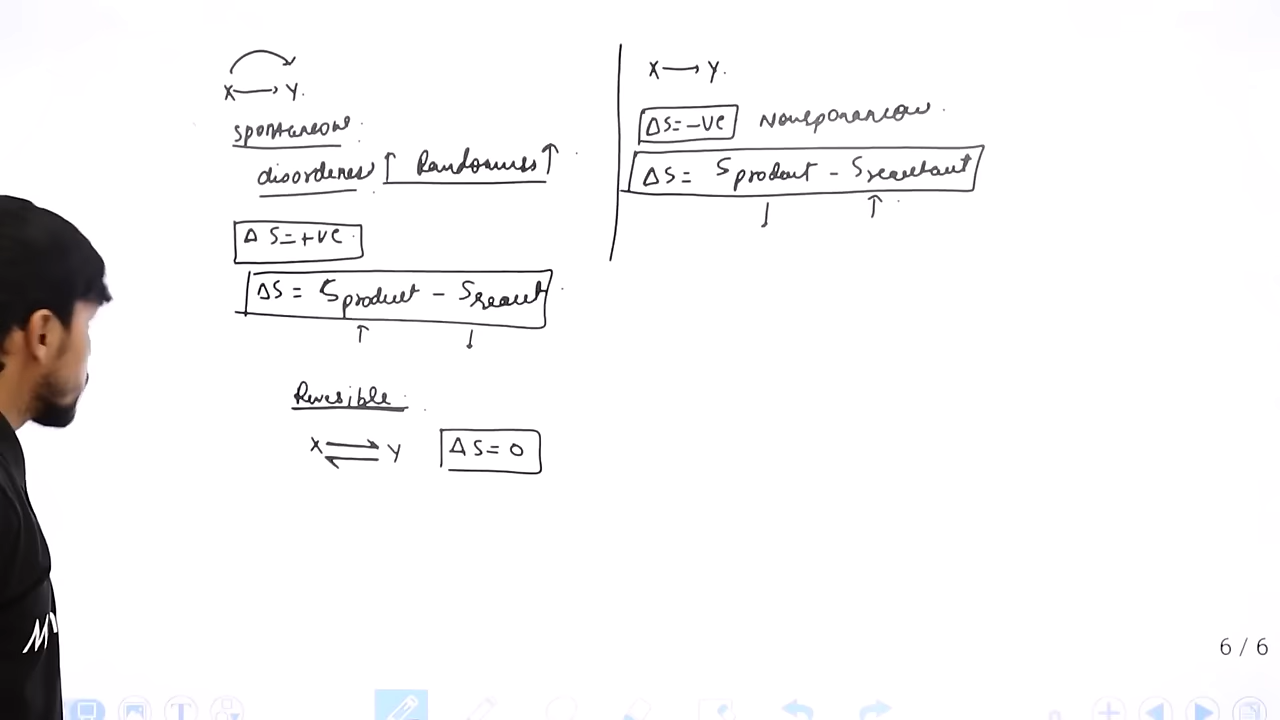 X → Y.
spontaneous.
disorderness ↑ Randomness ↑
ΔS = +ve.
ΔS = Sproduct - Sreact
↑ ↓
Reversible
X ⇌ Y ΔS = 0
X → Y.
ΔS = -ve Nonspontaneous.
ΔS = Sproduct - Sreactant
↓ ↑
6 / 6